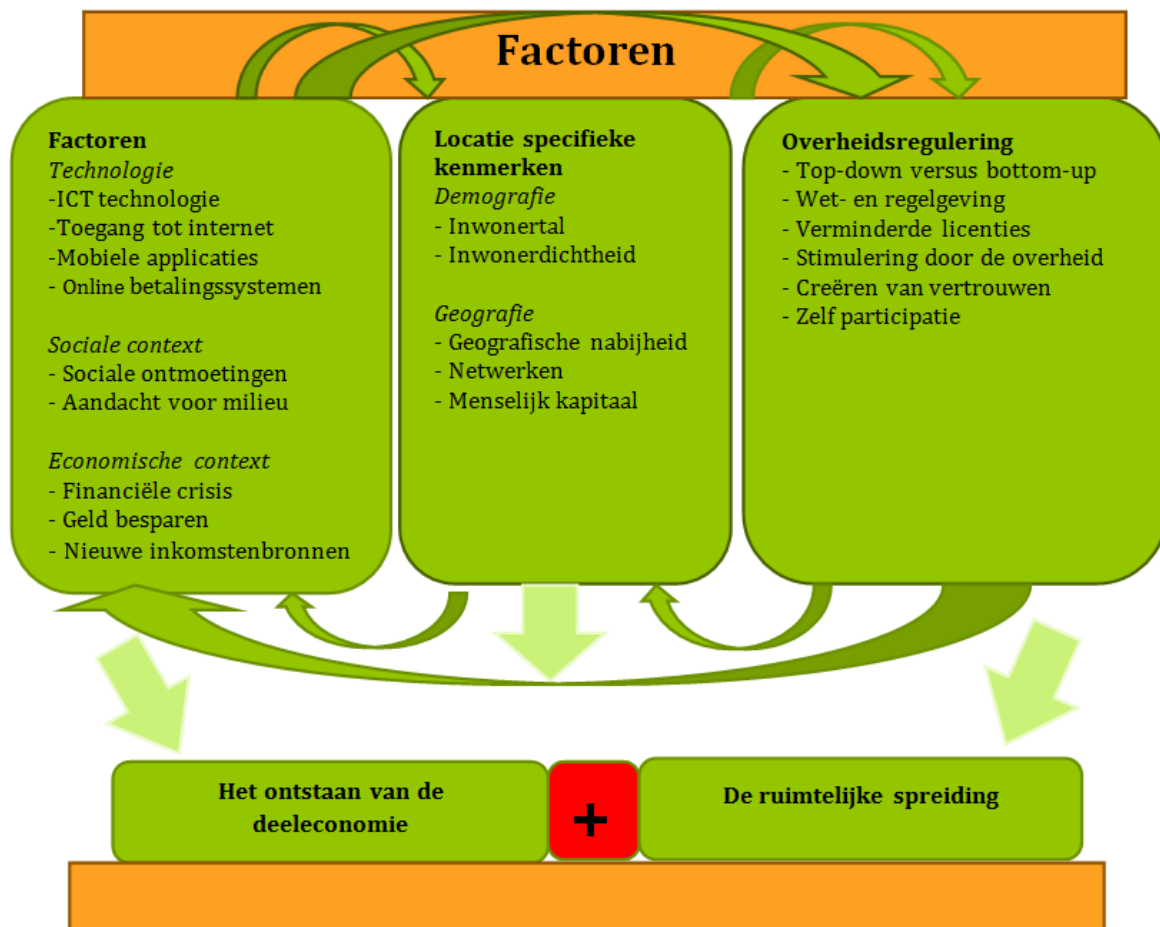 Factoren
Factoren
Technologie
-ICT technologie
-Toegang tot internet
-Mobiele applicaties
- Online betalingssystemen
Sociale context
- Sociale ontmoetingen
- Aandacht voor milieu
Economische context
- Financiële crisis
- Geld besparen
- Nieuwe inkomstenbronnen
Locatie specifieke
kenmerken
Demografie
- Inwonertal
- Inwonerdichtheid
Geografie
- Geografische nabijheid
- Netwerken
- Menselijk kapitaal
Overheidsregulering
- Top-down versus bottom-up
- Wet- en regelgeving
- Verminderde licenties
- Stimulering door de overheid
- Creëren van vertrouwen
- Zelf participatie
Het ontstaan van de
deeleconomie
+
De ruimtelijke spreiding